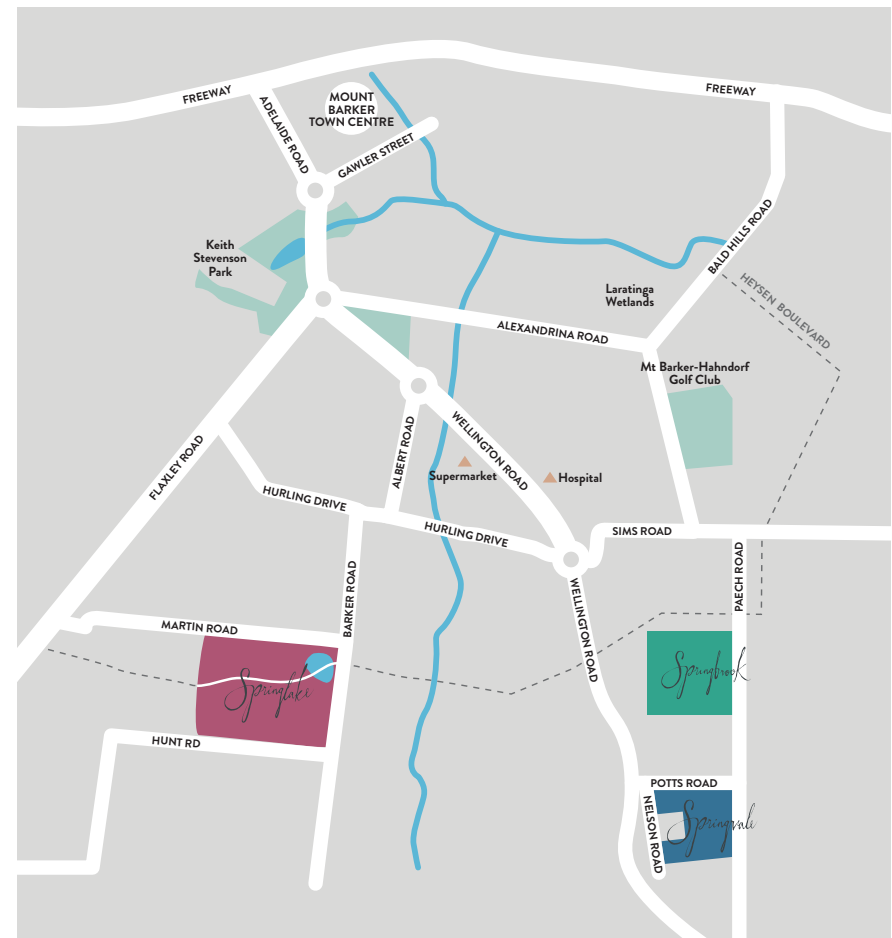 FREEWAY
FREEWAY
ADELAIDE ROAD
MOUNT
BARKER
TOWN CENTRE
GAWLER STREET
BALD HILLS ROAD
Keith
Stevenson
Park
HEYSEN BOULEVARD
Laratinga
Wetlands
ALEXANDRINA ROAD
Mt Barker-Hahndorf
Golf Club
FLAXLEY ROAD
ALBERT ROAD
WELLINGTON ROAD
Supermarket
Hospital
HURLING DRIVE
HURLING DRIVE
SIMS ROAD
BARKER ROAD
PAECH ROAD
MARTIN ROAD
WELLINGTON ROAD
Springlake
Springbrook
HUNT RD
POTTS ROAD
NELSON ROAD
Springvale